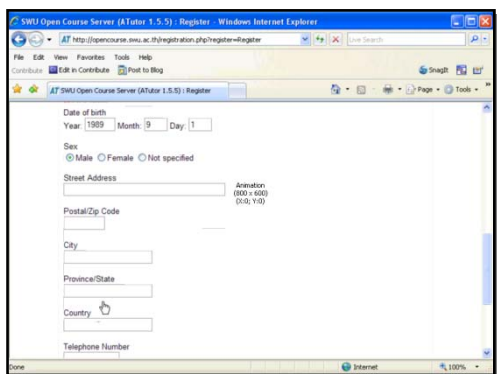 SWU Open Course Server (ATutor 1.5.5) : Register - Windows Internet Explorer
AT http://opencourse.swu.ac.th/registration.php?register=Register
Live Search
File Edit View Favorites Tools Help
Contribute Edit in Contribute Post to Blog
SnagIt
AT SWU Open Course Server (ATutor 1.5.5) : Register
Page Tools
Date of birth
Year: 1989 Month: 9 Day: 1
Sex
Male Female Not specified
Street Address
Animation
(800 x 600)
(X:0; Y:0)
Postal/Zip Code
City
Province/State
Country
Telephone Number
Done Internet 100%